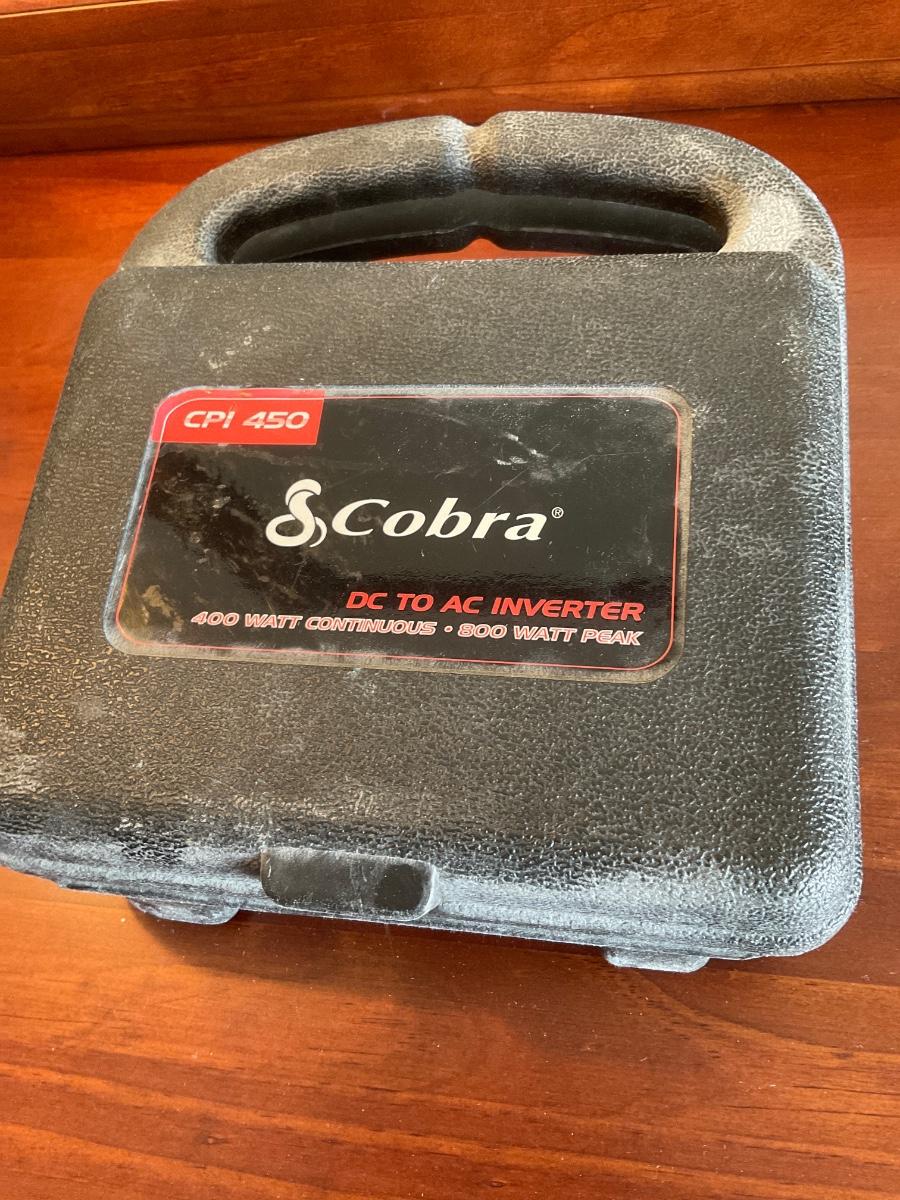 CPI 450
Cobra®
DC TO AC INVERTER
400 WATT CONTINUOUS • 800 WATT PEAK